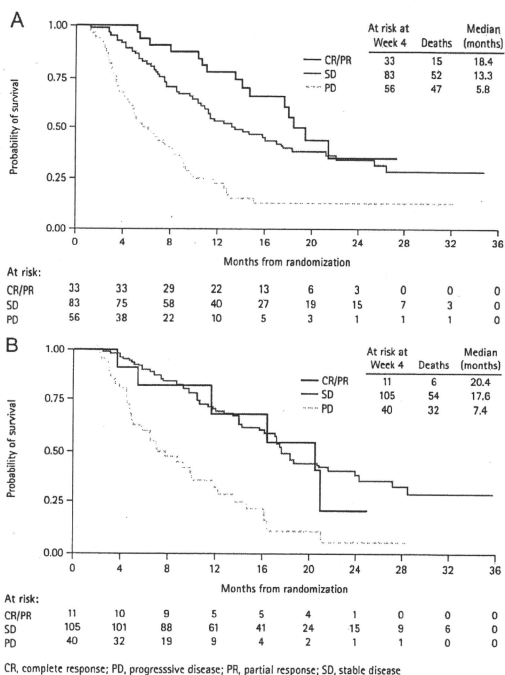 A
At risk at Week 4 Deaths Median (months)
CR/PR 33 15 18.4
SD 83 52 13.3
PD 56 47 5.8
Probability of survival
1.00
0.75
0.50
0.25
0.00
0 4 8 12 16 20 24 28 32 36
Months from randomization
At risk:
CR/PR 33 33 29 22 13 6 3 0 0 0
SD 83 75 58 40 27 19 15 7 3 0
PD 56 38 22 10 5 3 1 1 1 0
B
At risk at Week 4 Deaths Median (months)
CR/PR 11 6 20.4
SD 105 54 17.6
PD 40 32 7.4
Probability of survival
1.00
0.75
0.50
0.25
0.00
0 4 8 12 16 20 24 28 32 36
Months from randomization
At risk:
CR/PR 11 10 9 5 5 4 1 0 0 0
SD 105 101 88 61 41 24 15 9 6 0
PD 40 32 19 9 4 2 1 1 0 0
CR, complete response; PD, progresssive disease; PR, partial response; SD, stable disease